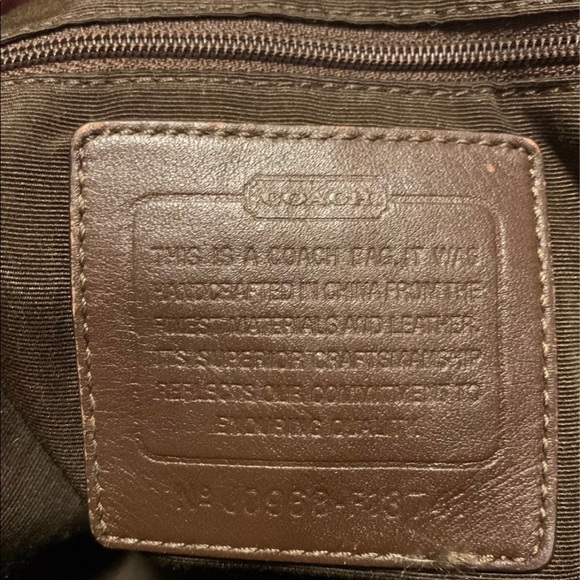 COACH
THIS IS A COACH BAG. IT WAS
HANDCRAFTED IN CHINA FROM THE
FINEST MATERIALS AND LEATHER.
IT'S SUPERIOR CRAFTSMANSHIP
REFLECTS OUR COMMITMENT TO
ENDURING QUALITY.